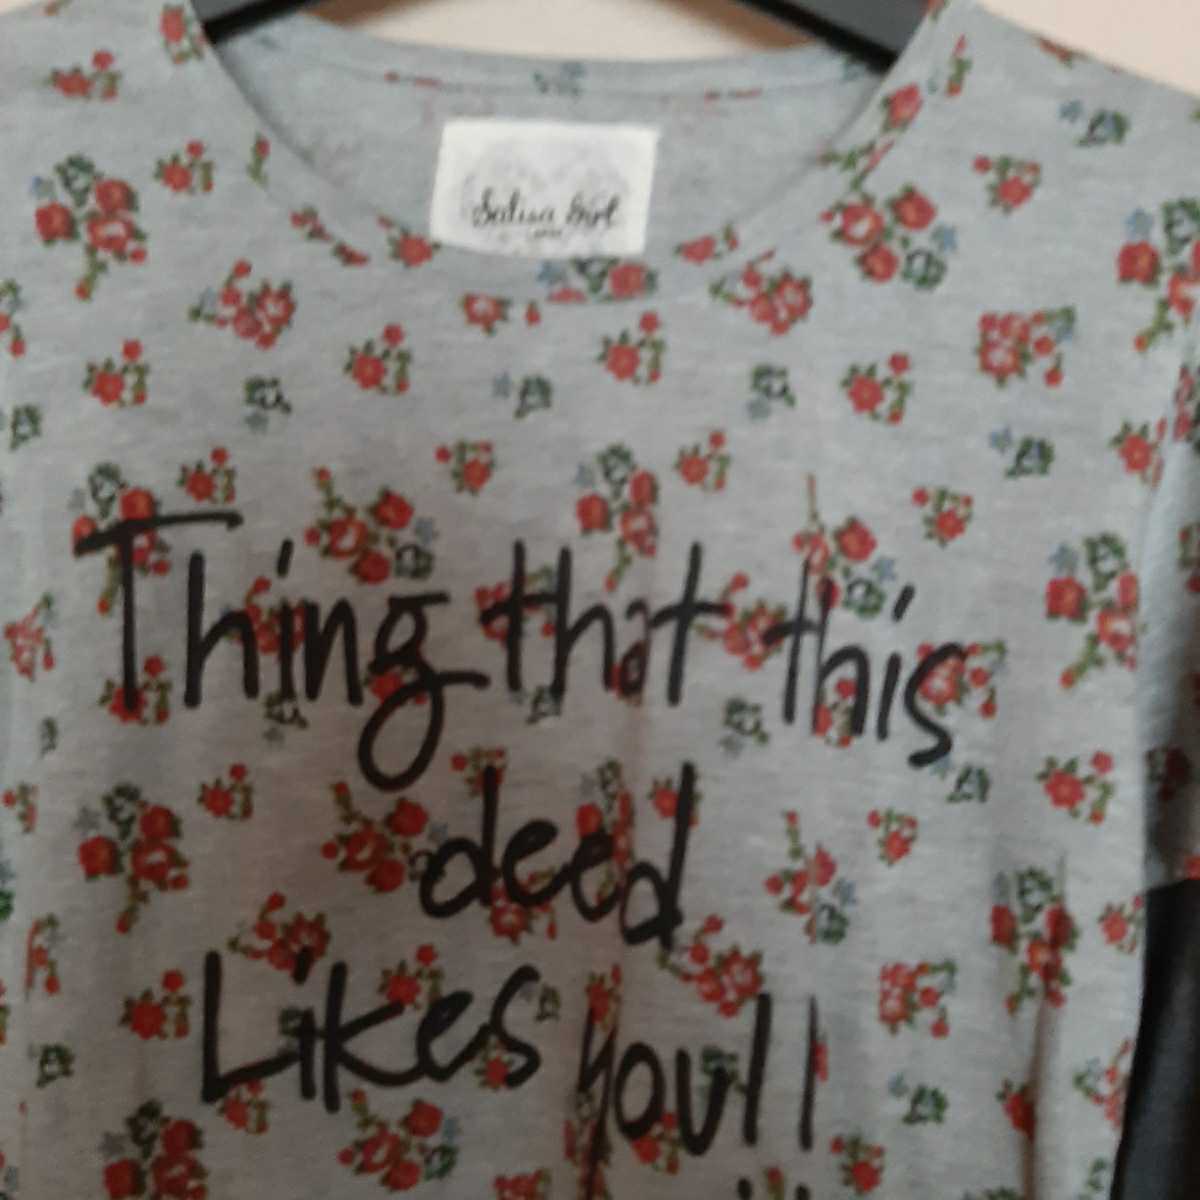 Thing that this
deed
Likes you!!